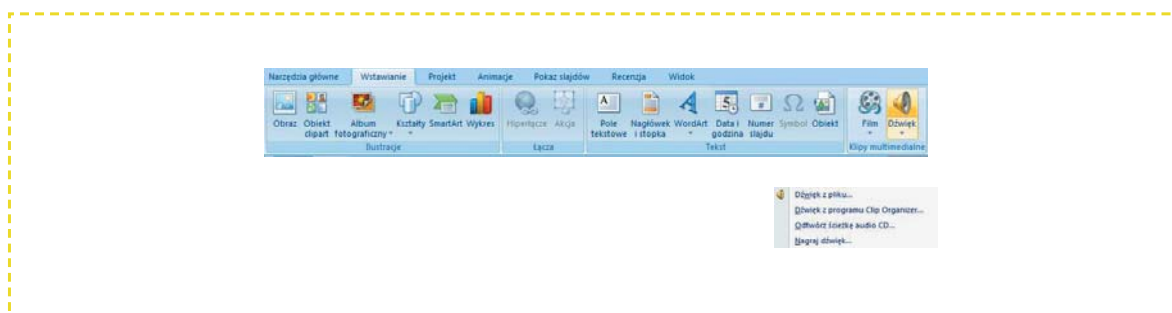 Narzędzia główne Wstawianie Projekt Animacje Pokaz slajdów Recenzja Widok
Obraz Obiekt clipart Album fotograficzny Kształty SmartArt Wykres Hiperłącze Akcja Pole tekstowe Nagłówek i stopka WordArt Data i godzina Numer slajdu Symbol Obiekt Film Dźwięk
Ilustracje Łącza Tekst Klipy multimedialne
Dźwięk z pliku...
Dźwięk z programu Clip Organizer...
Odtwórz ścieżkę audio CD...
Nagraj dźwięk...